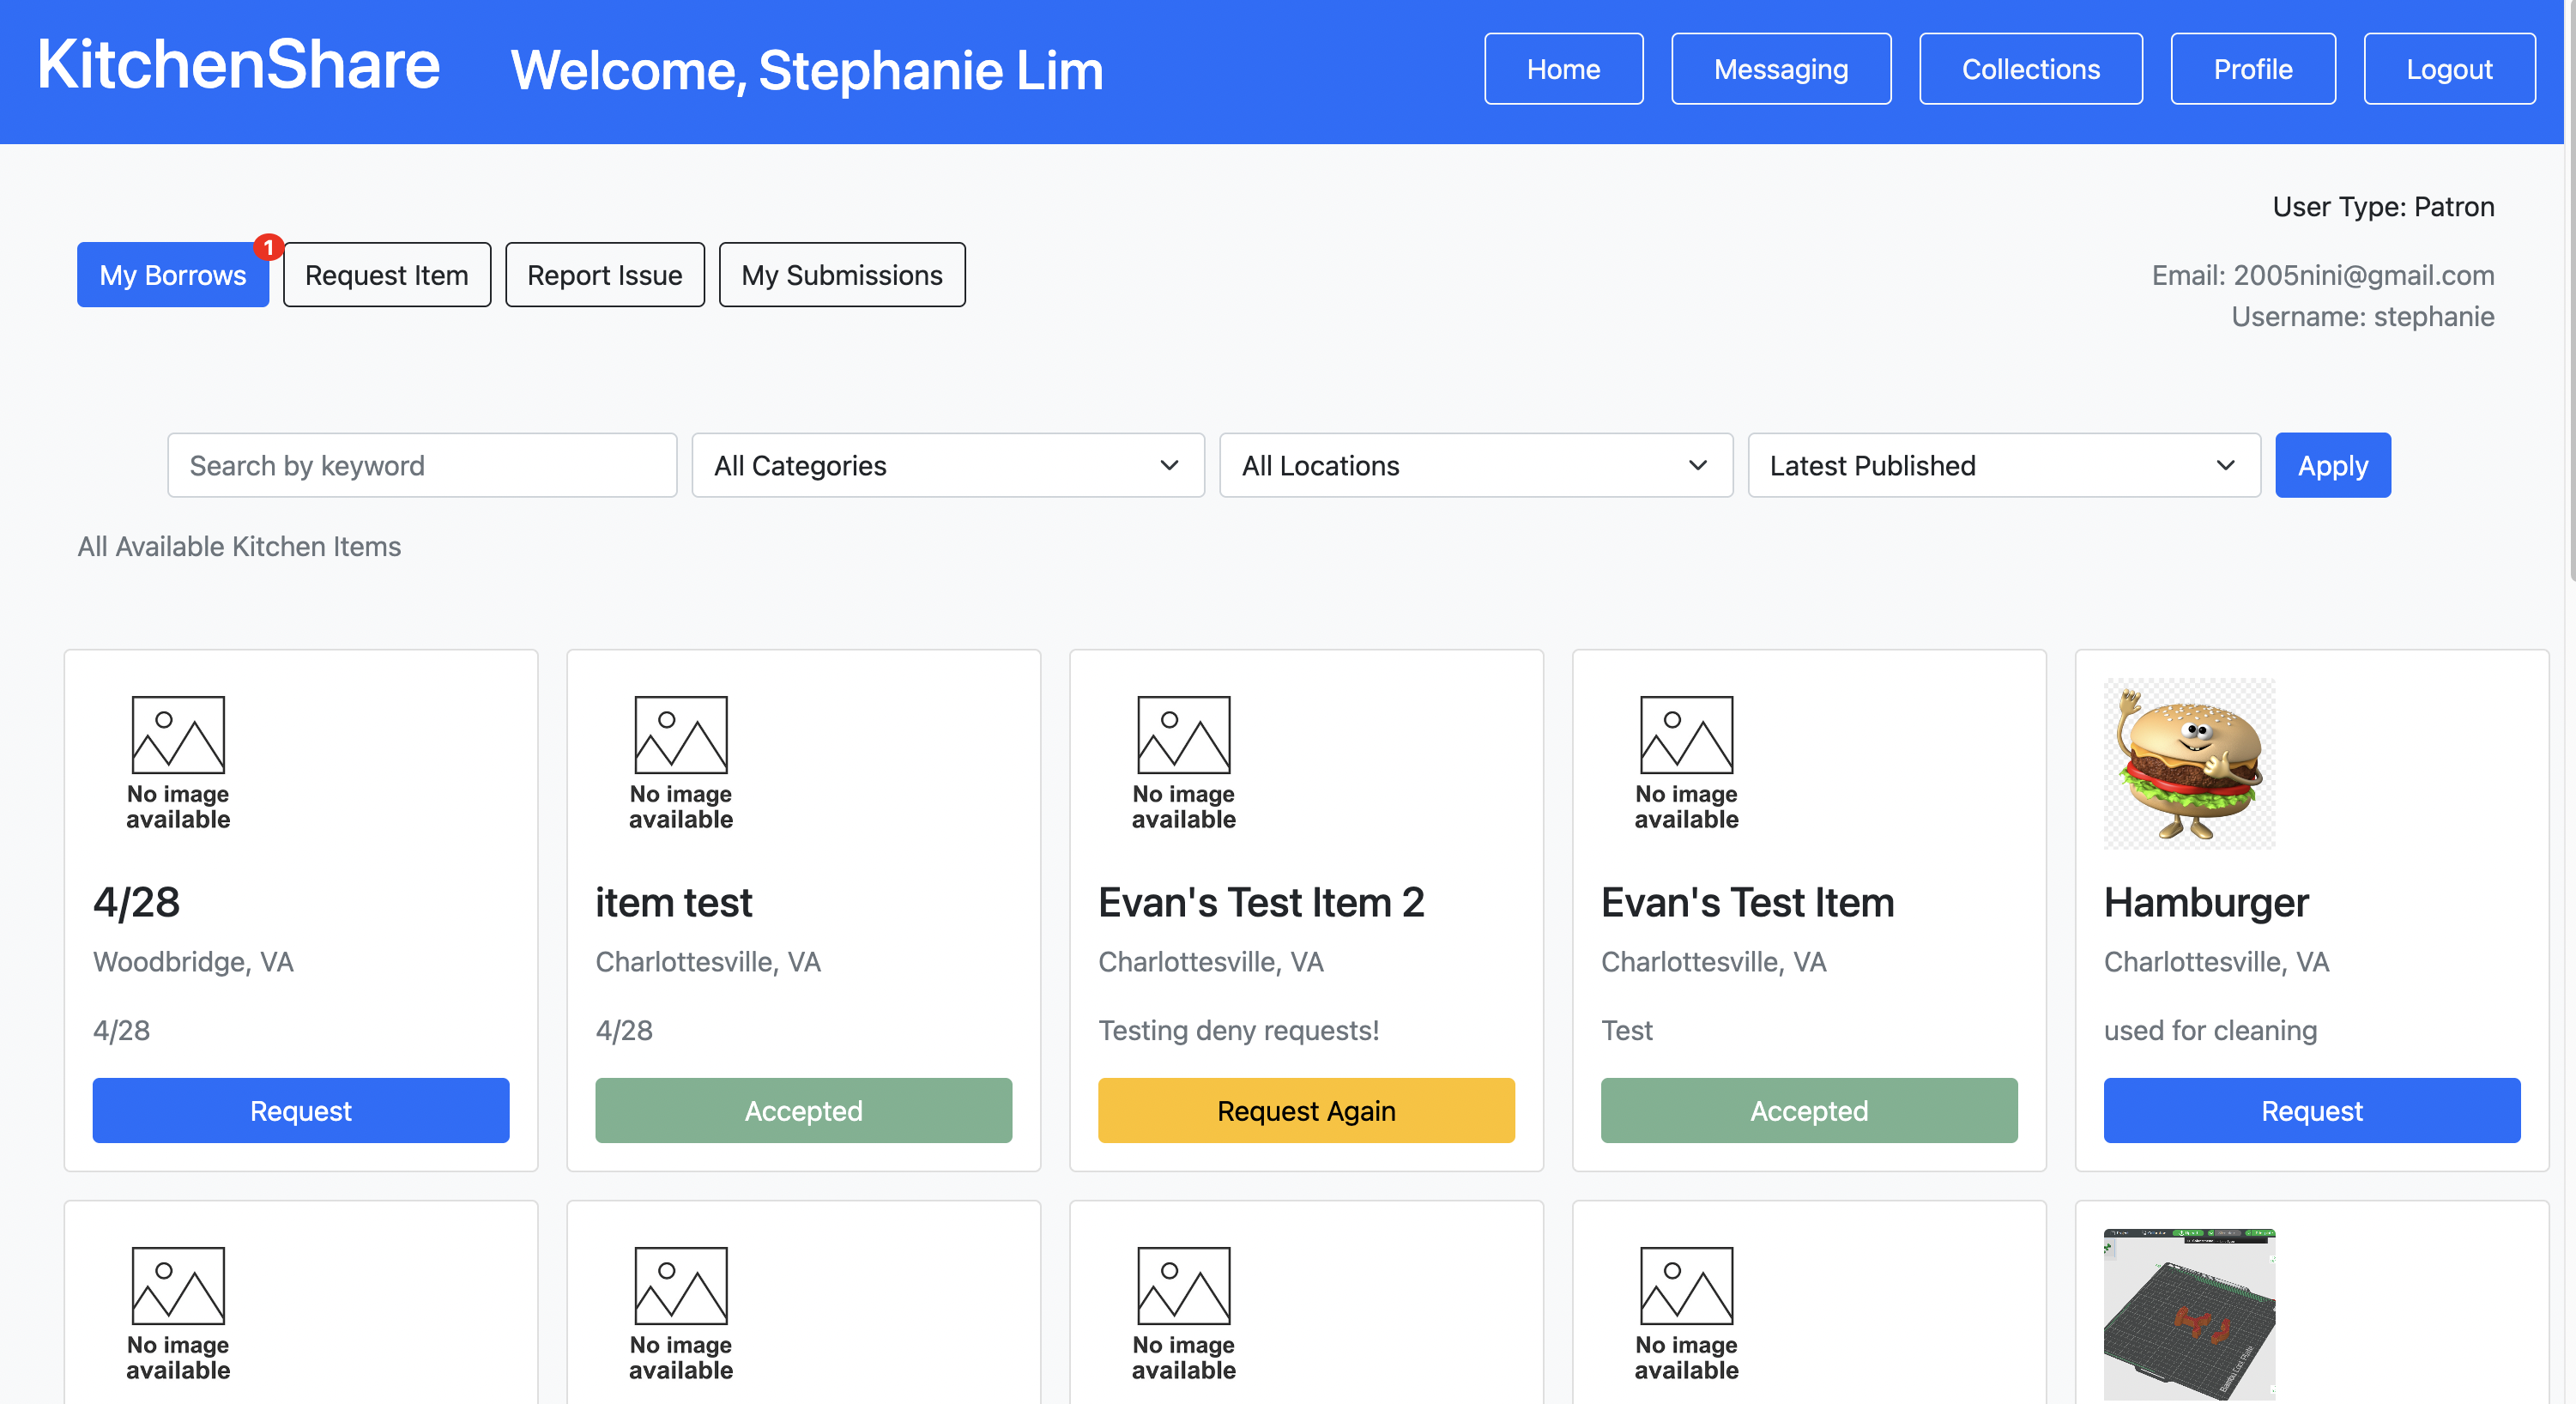 KitchenShare
Welcome, Stephanie Lim
Home
Messaging
Collections
Profile
Logout
User Type: Patron
My Borrows
1
Request Item
Report Issue
My Submissions
Email: 2005nini@gmail.com
Username: stephanie
Search by keyword
All Categories
All Locations
Latest Published
Apply
All Available Kitchen Items
No image
available
4/28
Woodbridge, VA
4/28
Request
No image
available
item test
Charlottesville, VA
4/28
Accepted
No image
available
Evan's Test Item 2
Charlottesville, VA
Testing deny requests!
Request Again
No image
available
Evan's Test Item
Charlottesville, VA
Test
Accepted
Hamburger
Charlottesville, VA
used for cleaning
Request
No image
available
No image
available
No image
available
No image
available